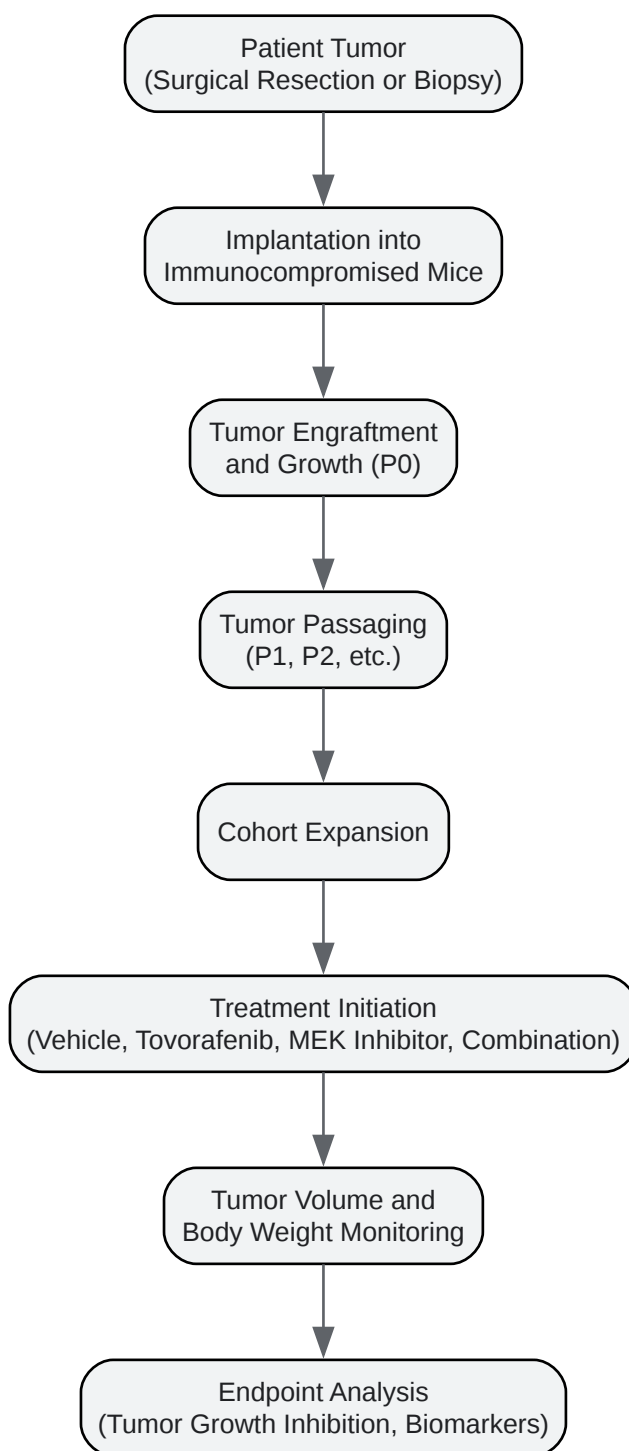 Patient Tumor
(Surgical Resection or Biopsy)
Implantation into
Immunocompromised Mice
Tumor Engraftment
and Growth (P0)
Tumor Passaging
(P1, P2, etc.)
Cohort Expansion
Treatment Initiation
(Vehicle, Tovorafenib, MEK Inhibitor, Combination)
Tumor Volume and
Body Weight Monitoring
Endpoint Analysis
(Tumor Growth Inhibition, Biomarkers)